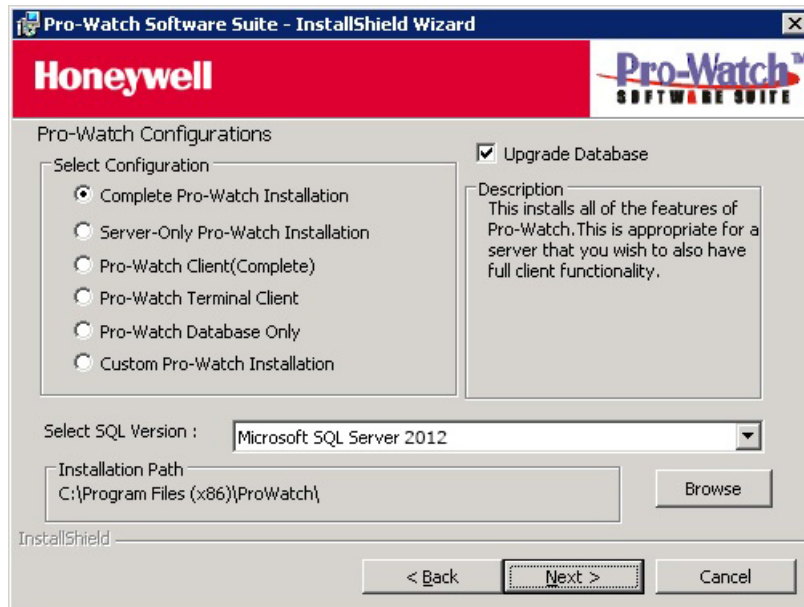 Pro-Watch Software Suite - InstallShield Wizard
Honeywell
Pro-Watch™
SOFTWARE SUITE
Pro-Watch Configurations
Select Configuration
Complete Pro-Watch Installation
Server-Only Pro-Watch Installation
Pro-Watch Client(Complete)
Pro-Watch Terminal Client
Pro-Watch Database Only
Custom Pro-Watch Installation
Upgrade Database
Description
This installs all of the features of
Pro-Watch.This is appropriate for a
server that you wish to also have
full client functionality.
Select SQL Version :
Microsoft SQL Server 2012
Installation Path
C:\Program Files (x86)\ProWatch\
Browse
InstallShield
< Back
Next >
Cancel